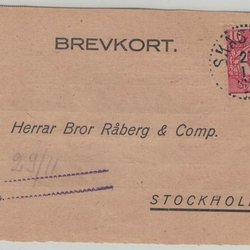 BREVKORT.
Herrar Bror Råberg & Comp.
29/11
STOCKHOL